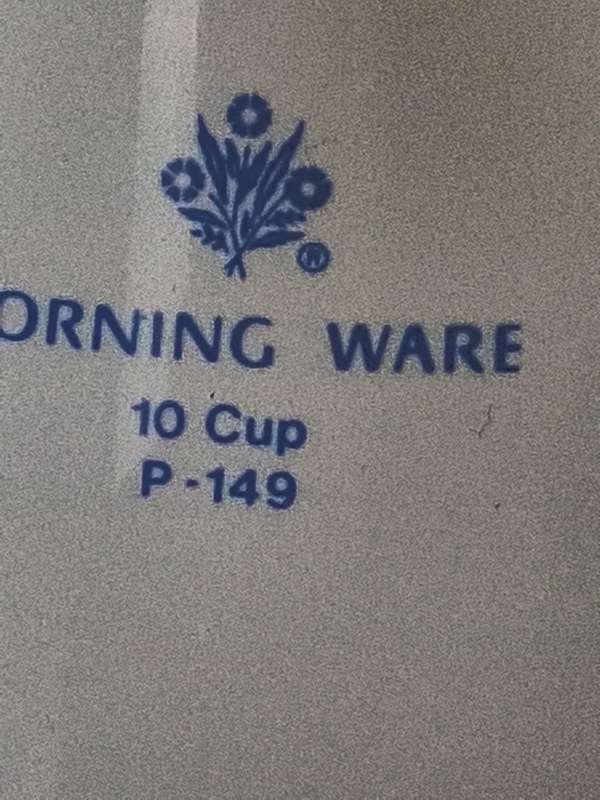 ®
ORNING WARE
10 Cup
P-149